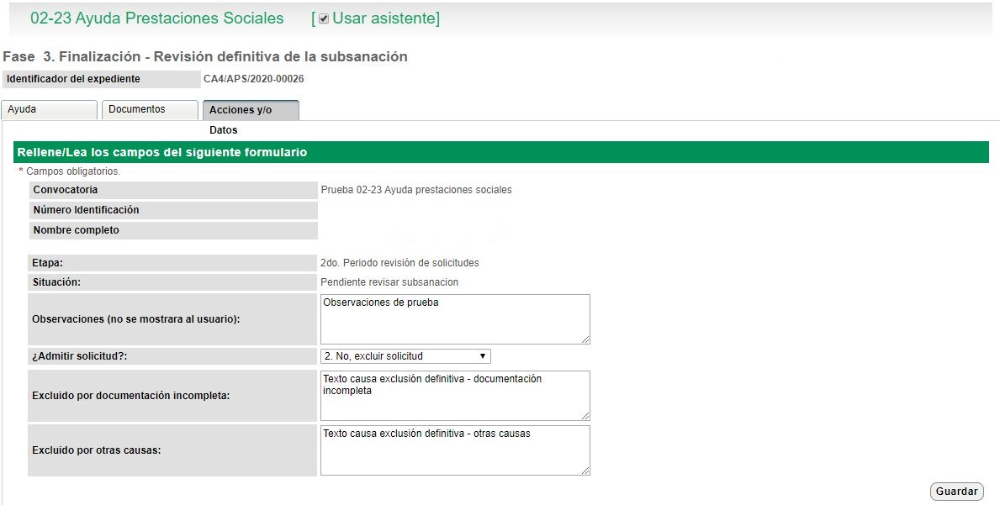 02-23 Ayuda Prestaciones Sociales [ Usar asistente]
Fase 3. Finalización - Revisión definitiva de la subsanación
Identificador del expediente CA4/APS/2020-00026
Ayuda Documentos Acciones y/o
Datos
Rellene/Lea los campos del siguiente formulario
* Campos obligatorios.
Convocatoria Prueba 02-23 Ayuda prestaciones sociales
Número Identificación
Nombre completo
Etapa: 2do. Periodo revisión de solicitudes
Situación: Pendiente revisar subsanacion
Observaciones (no se mostrara al usuario): Observaciones de prueba
¿Admitir solicitud?: 2. No, excluir solicitud
Excluido por documentación incompleta: Texto causa exclusión definitiva - documentación
incompleta
Excluido por otras causas: Texto causa exclusión definitiva - otras causas
Guardar